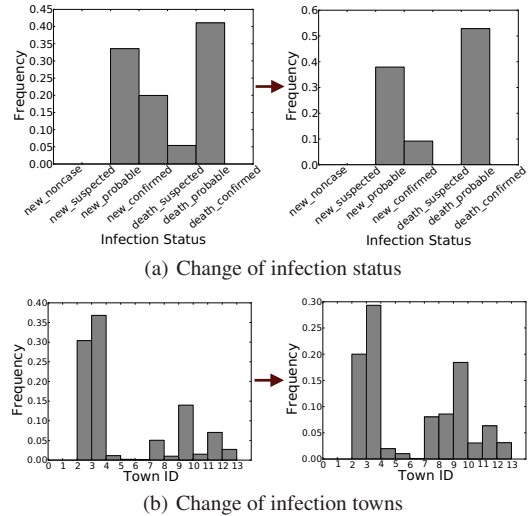 0.45
0.40
0.35
0.30
0.25
0.20
0.15
0.10
0.05
0.00
Frequency
new_noncase
new_suspected
new_probable
new_confirmed
death_suspected
death_probable
death_confirmed
Infection Status
0.6
0.5
0.4
0.3
0.2
0.1
0.0
Frequency
new_noncase
new_suspected
new_probable
new_confirmed
death_suspected
death_probable
death_confirmed
Infection Status
(a) Change of infection status
0.40
0.35
0.30
0.25
0.20
0.15
0.10
0.05
0.00
Frequency
0 1 2 3 4 5 6 7 8 9 10 11 12 13
Town ID
0.30
0.25
0.20
0.15
0.10
0.05
0.00
Frequency
0 1 2 3 4 5 6 7 8 9 10 11 12 13
Town ID
(b) Change of infection towns